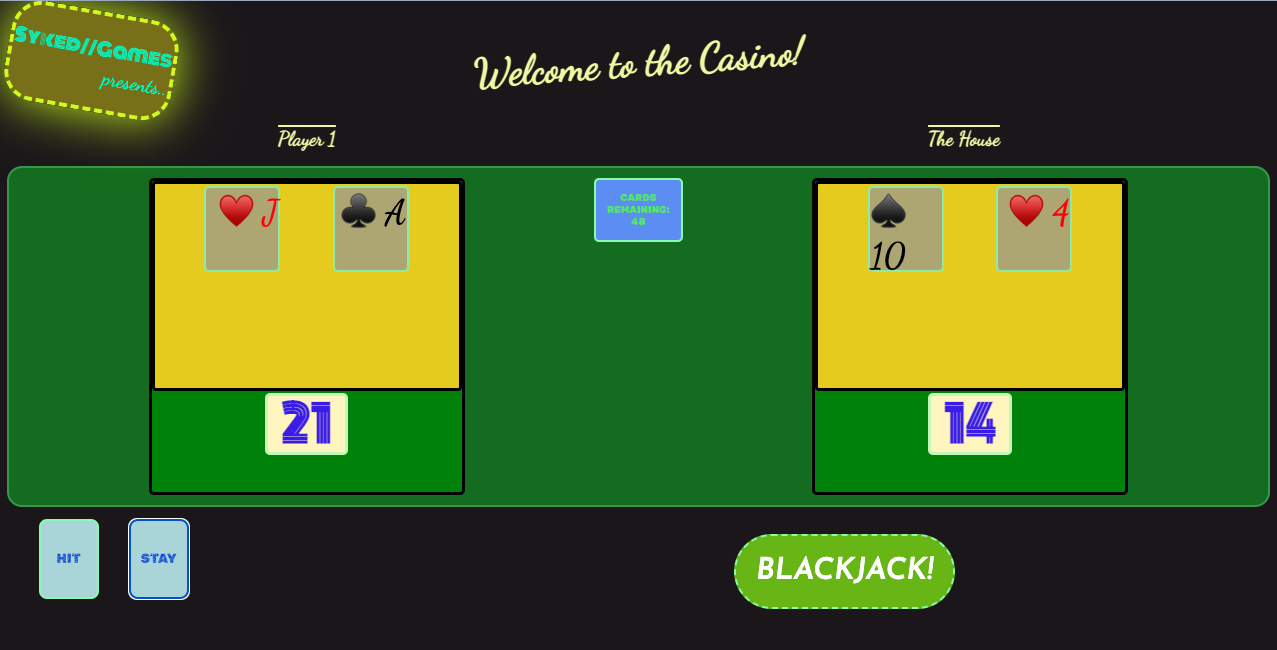 SYKED//GAMES
presents..
Welcome to the Casino!
Player 1
The House
J
A
CARDS
REMAINING:
48
10
4
21
14
HIT
STAY
BLACKJACK!